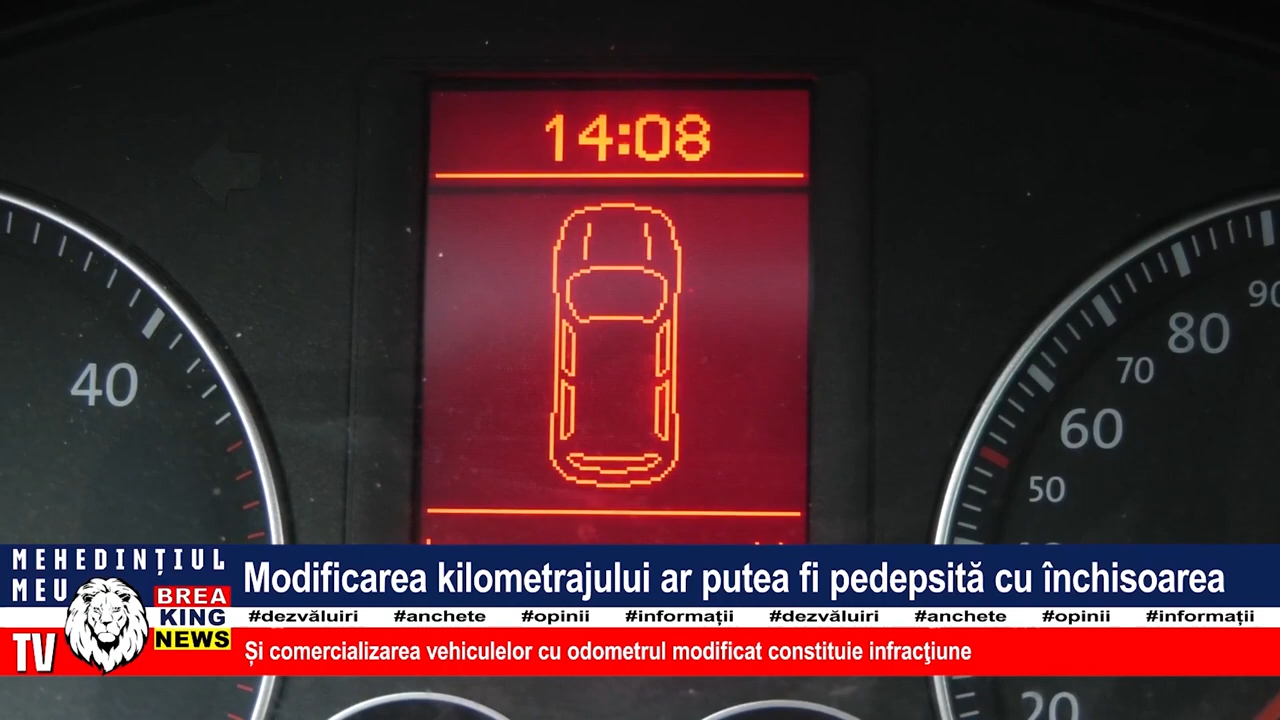 14:08
40
90
80
70
60
50
MEHEDINȚIUL
MEU
TV
BREA
KING
NEWS
Modificarea kilometrajului ar putea fi pedepsită cu închisoarea
#dezvăluiri #anchete #opinii #informații #dezvăluiri #anchete #opinii #informații
Și comercializarea vehiculelor cu odometrul modificat constituie infracţiune
20